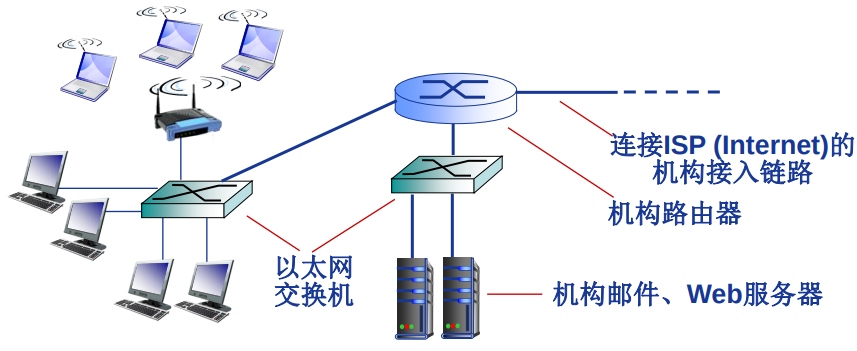 连接ISP (Internet)的
机构接入链路
机构路由器
以太网
交换机
机构邮件、Web服务器